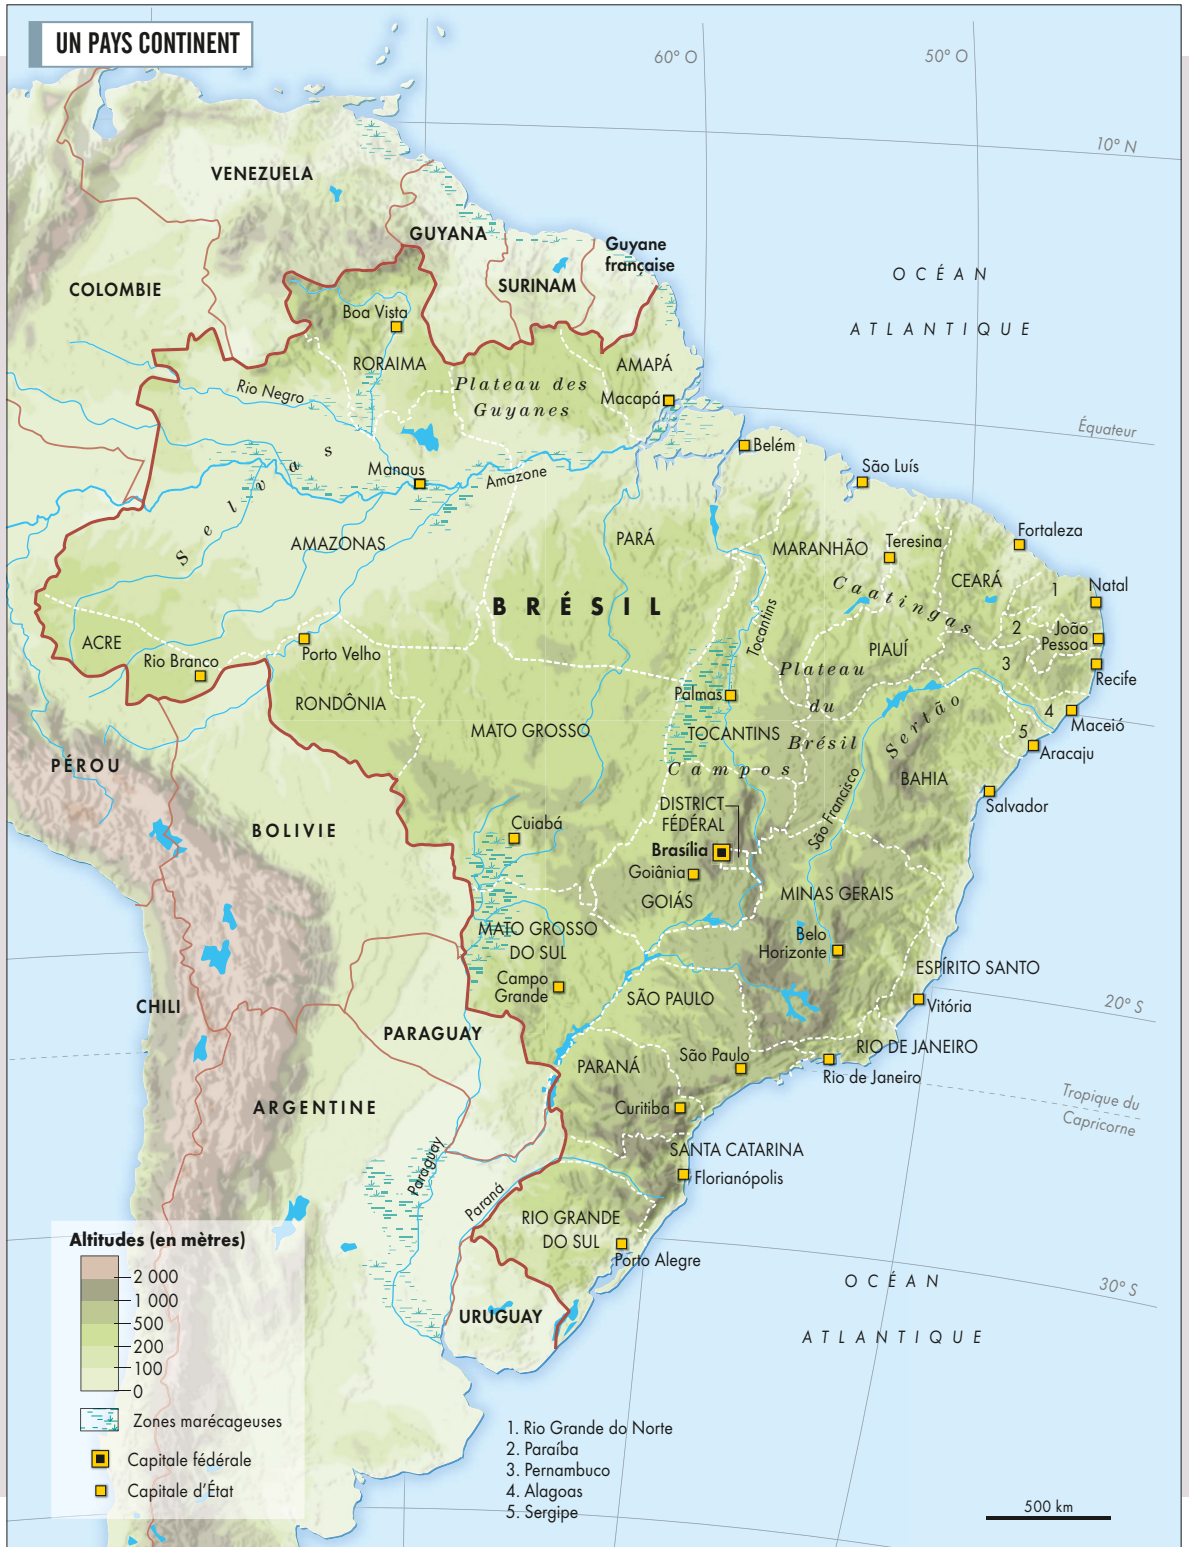 UN PAYS CONTINENT
60° O
50° O
10° N
VENEZUELA
GUYANA
Guyane
française
SURINAM
COLOMBIE
OCÉAN
ATLANTIQUE
Boa Vista
RORAIMA
AMAPÁ
Plateau des
Guyanes
Rio Negro
Macapá
Équateur
Belém
São Luís
Selvas
Manaus
Amazone
AMAZONAS
PARÁ
MARANHÃO
Teresina
Fortaleza
CEARÁ
Caatingas
1
Natal
BRÉSIL
Tocantins
2
João
Pessoa
ACRE
Rio Branco
Porto Velho
PIAUÍ
3
Recife
Plateau
du
Brésil
RONDÔNIA
Palmas
4
Maceió
MATO GROSSO
TOCANTINS
Sertão
5
Aracaju
PÉROU
Campos
BAHIA
Salvador
BOLIVIE
Cuiabá
DISTRICT
FÉDÉRAL
São Francisco
Brasília
Goiânia
GOIÁS
MINAS GERAIS
MATO GROSSO
DO SUL
Belo
Horizonte
Campo
Grande
ESPÍRITO SANTO
Vitória
20° S
CHILI
SÃO PAULO
PARAGUAY
São Paulo
RIO DE JANEIRO
Rio de Janeiro
PARANÁ
Tropique du
Capricorne
ARGENTINE
Curitiba
SANTA CATARINA
Florianópolis
Paraguay
Paraná
RIO GRANDE
DO SUL
Porto Alegre
OCÉAN
ATLANTIQUE
30° S
URUGUAY
Altitudes (en mètres)
2 000
1 000
500
200
100
0
Zones marécageuses
Capitale fédérale
Capitale d'État
1. Rio Grande do Norte
2. Paraíba
3. Pernambuco
4. Alagoas
5. Sergipe
500 km